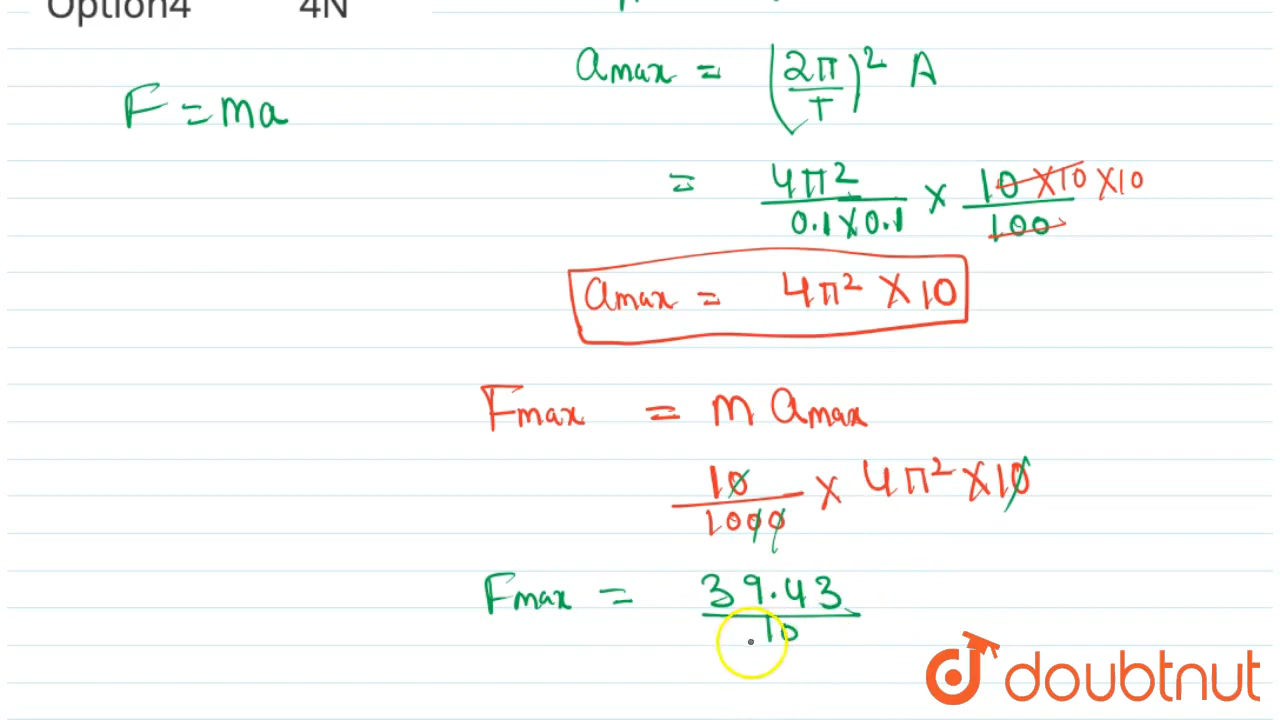 Option4 4N
F = ma
amax = (2π/T)² A
= 4π²/0.1×0.1 × 10×10×10/100
amax = 4π² × 10
Fmax = m amax
10/1000 × 4π² × 10
Fmax = 39.43/10
doubtnut